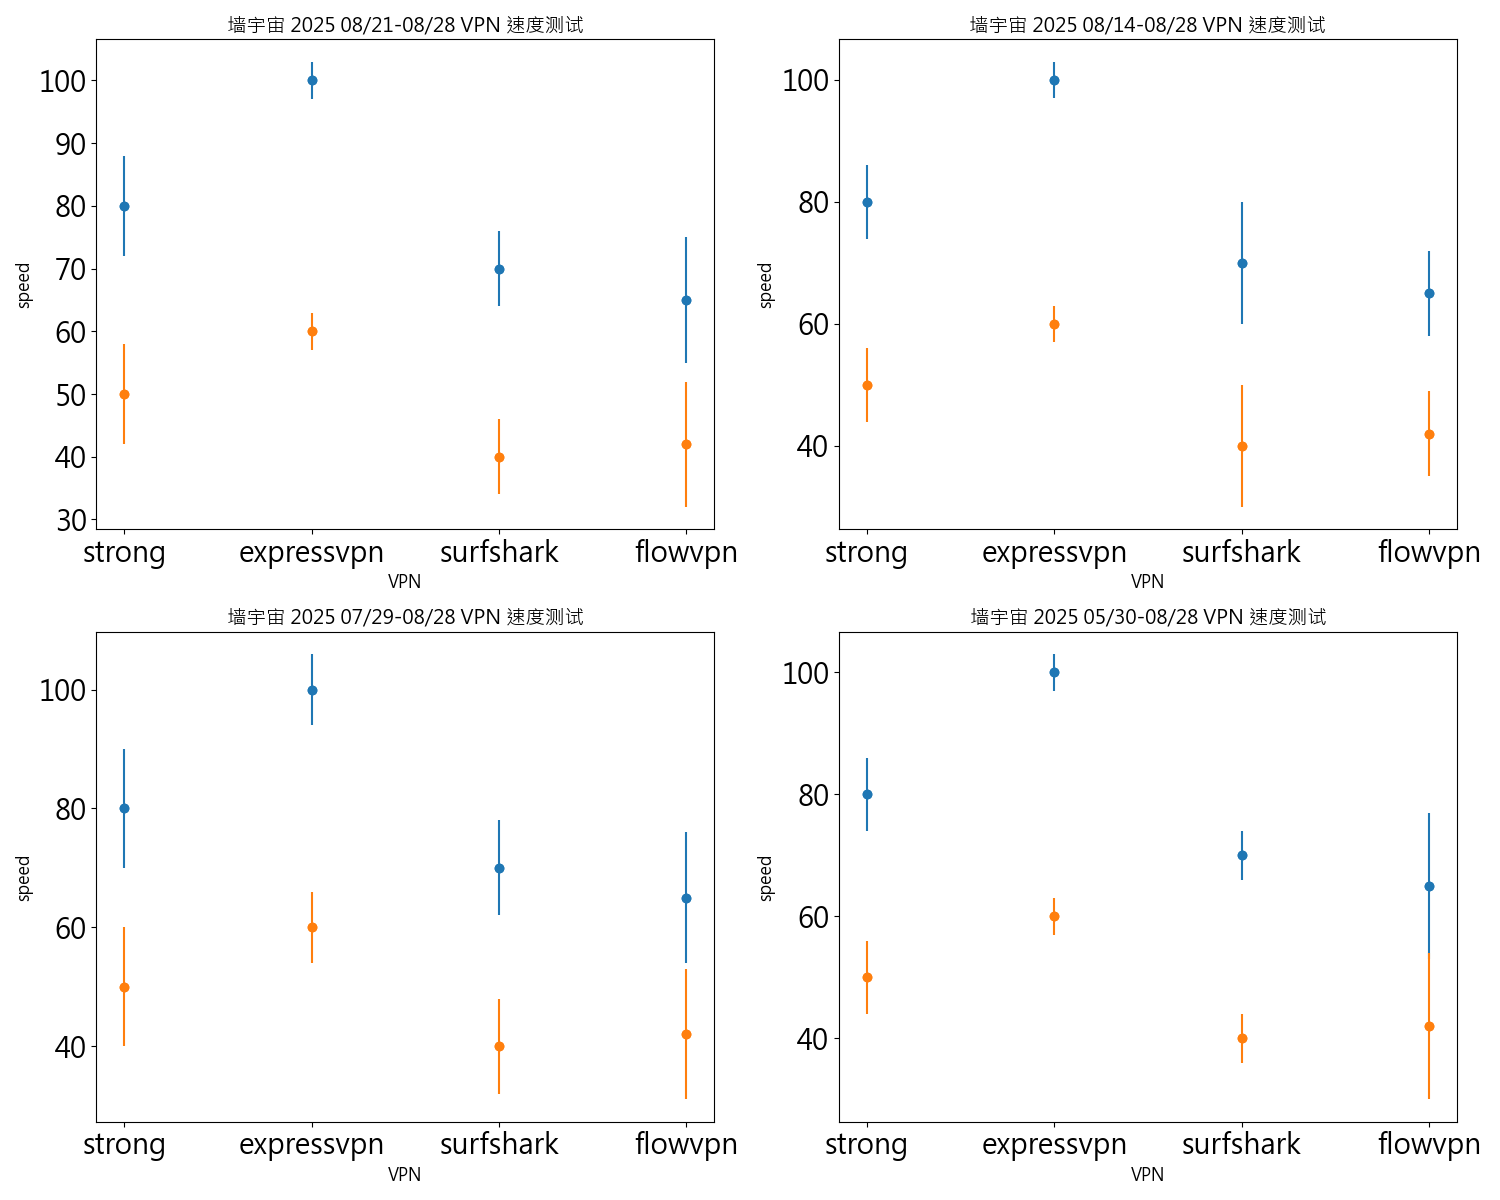 墙宇宙 2025 08/21-08/28 VPN 速度测试
100
90
80
70
60
50
40
30
speed
strong expressvpn surfshark flowvpn
VPN
墙宇宙 2025 08/14-08/28 VPN 速度测试
100
80
60
40
speed
strong expressvpn surfshark flowvpn
VPN
墙宇宙 2025 07/29-08/28 VPN 速度测试
100
80
60
40
speed
strong expressvpn surfshark flowvpn
VPN
墙宇宙 2025 05/30-08/28 VPN 速度测试
100
80
60
40
speed
strong expressvpn surfshark flowvpn
VPN